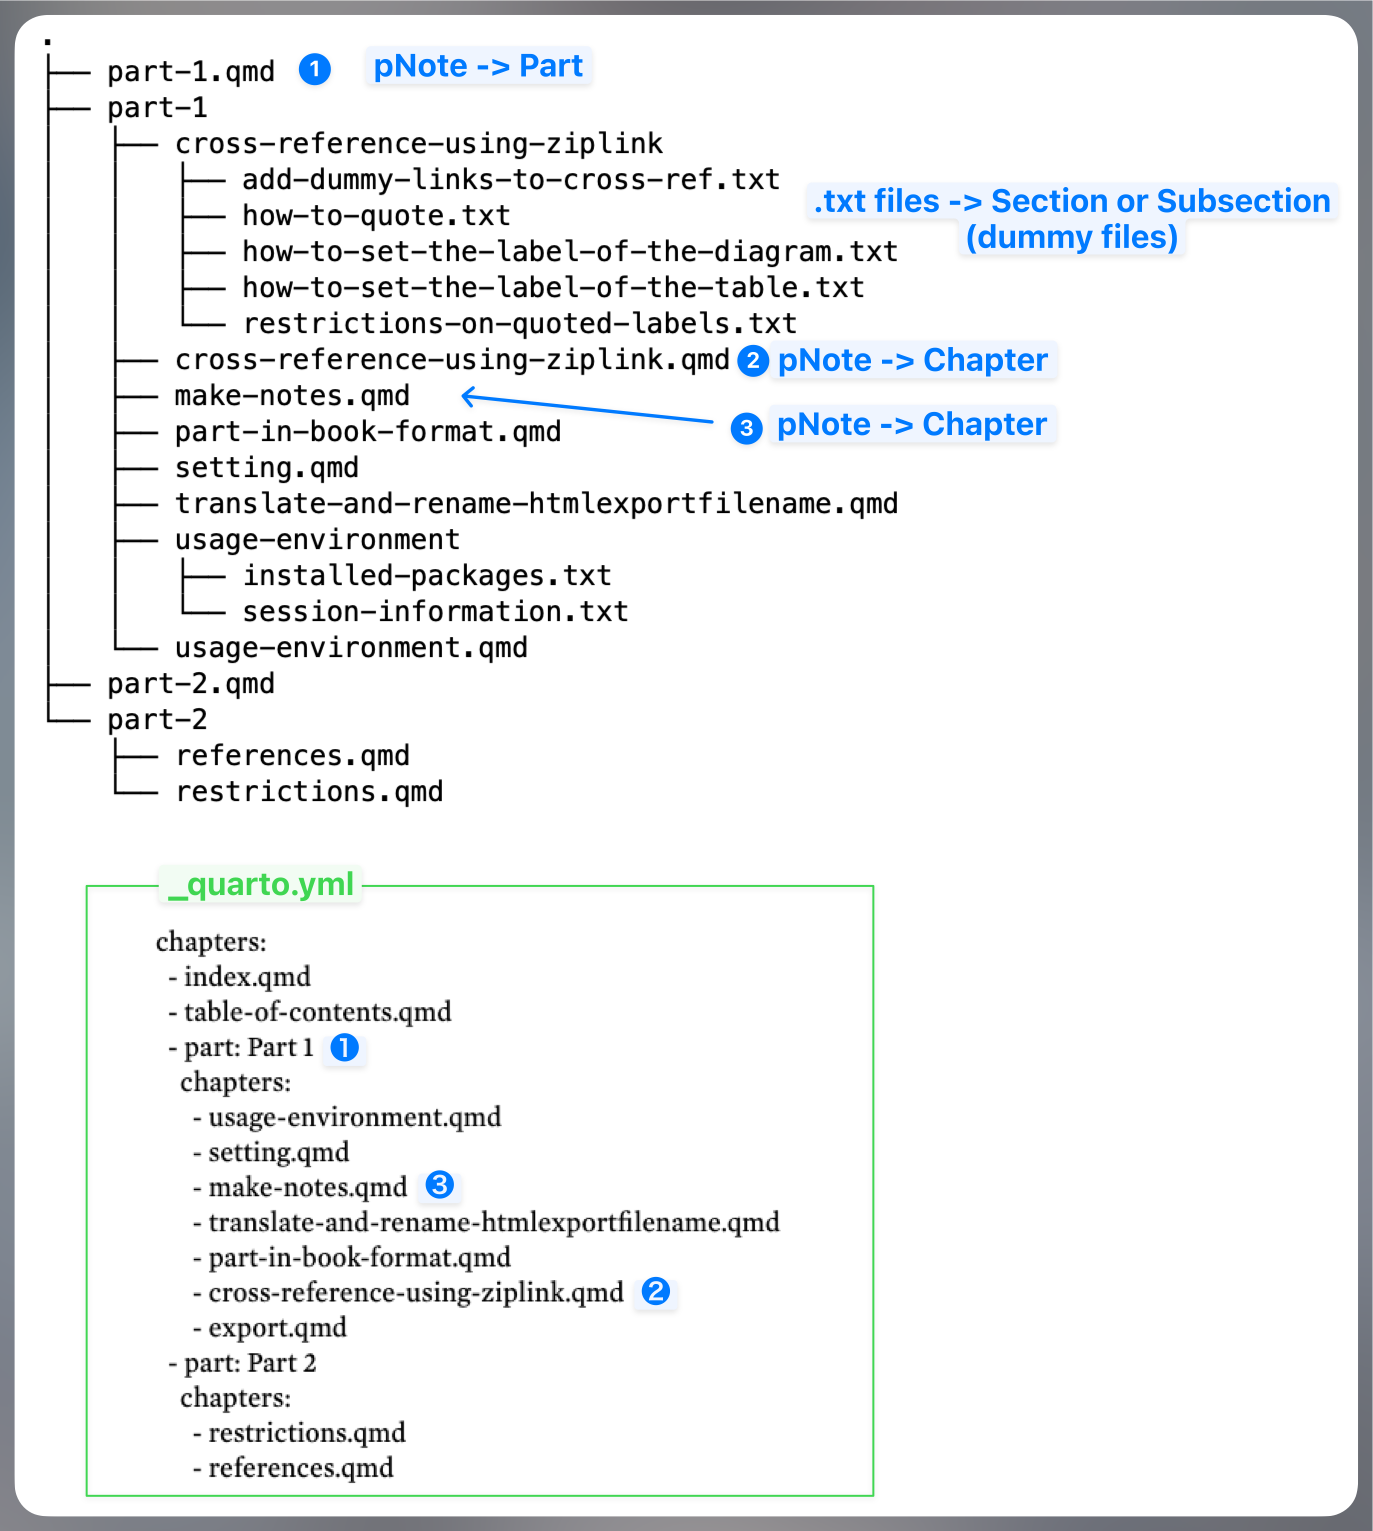 .
├── part-1.qmd ① pNote -> Part
├── part-1
├── cross-reference-using-ziplink
├── add-dummy-links-to-cross-ref.txt
.txt files -> Section or Subsection
(dummy files)
├── how-to-quote.txt
├── how-to-set-the-label-of-the-diagram.txt
├── how-to-set-the-label-of-the-table.txt
└── restrictions-on-quoted-labels.txt
├── cross-reference-using-ziplink.qmd ② pNote -> Chapter
├── make-notes.qmd
③ pNote -> Chapter
├── part-in-book-format.qmd
├── setting.qmd
├── translate-and-rename-htmlexportfilename.qmd
├── usage-environment
├── installed-packages.txt
└── session-information.txt
└── usage-environment.qmd
├── part-2.qmd
└── part-2
├── references.qmd
└── restrictions.qmd
_quarto.yml
chapters:
- index.qmd
- table-of-contents.qmd
- part: Part 1 ①
chapters:
- usage-environment.qmd
- setting.qmd
- make-notes.qmd ③
- translate-and-rename-htmlexportfilename.qmd
- part-in-book-format.qmd
- cross-reference-using-ziplink.qmd ②
- export.qmd
- part: Part 2
chapters:
- restrictions.qmd
- references.qmd